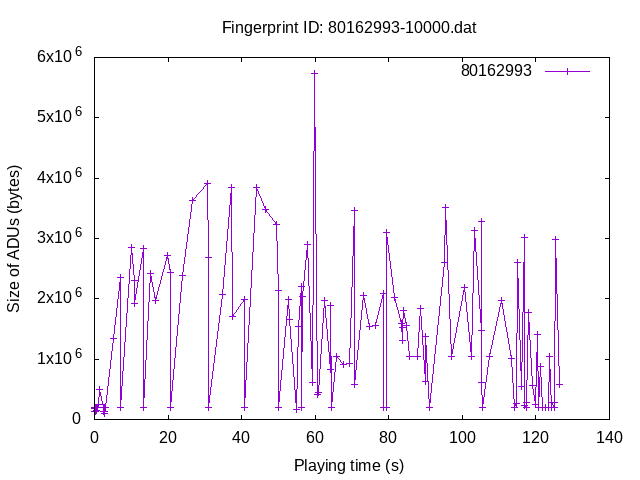 Fingerprint ID: 80162993-10000.dat
80162993
6x10^6
5x10^6
4x10^6
3x10^6
2x10^6
1x10^6
0
Size of ADUs (bytes)
0 20 40 60 80 100 120 140
Playing time (s)